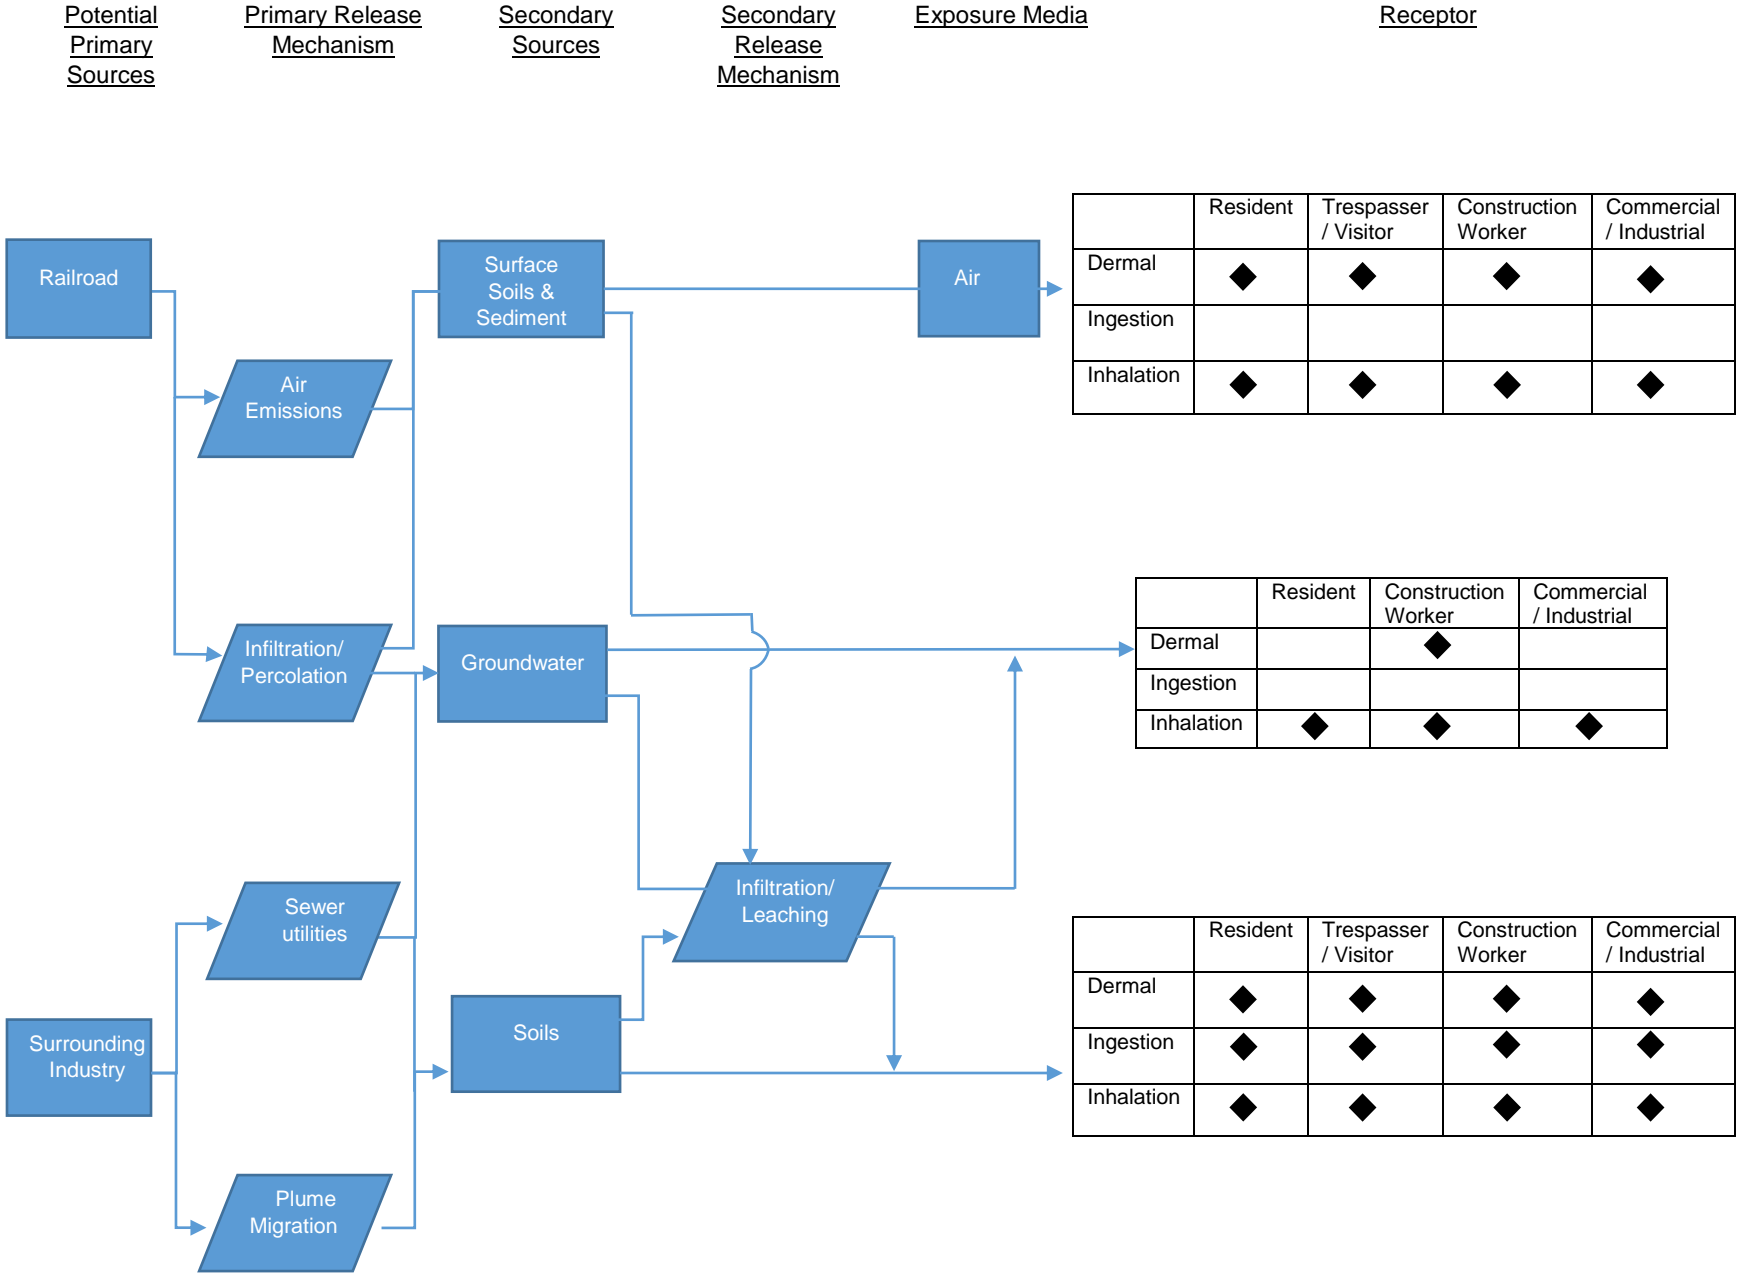 Potential
Primary
Sources
Primary Release
Mechanism
Secondary
Sources
Secondary
Release
Mechanism
Exposure Media
Receptor
Railroad
Air
Emissions
Infiltration/
Percolation
Sewer
utilities
Surrounding
Industry
Plume
Migration
Surface
Soils &
Sediment
Groundwater
Soils
Infiltration/
Leaching
Air
Resident
Trespasser
/ Visitor
Construction
Worker
Commercial
/ Industrial
Dermal
Ingestion
Inhalation
Resident
Construction
Worker
Commercial
/ Industrial
Dermal
Ingestion
Inhalation
Resident
Trespasser
/ Visitor
Construction
Worker
Commercial
/ Industrial
Dermal
Ingestion
Inhalation